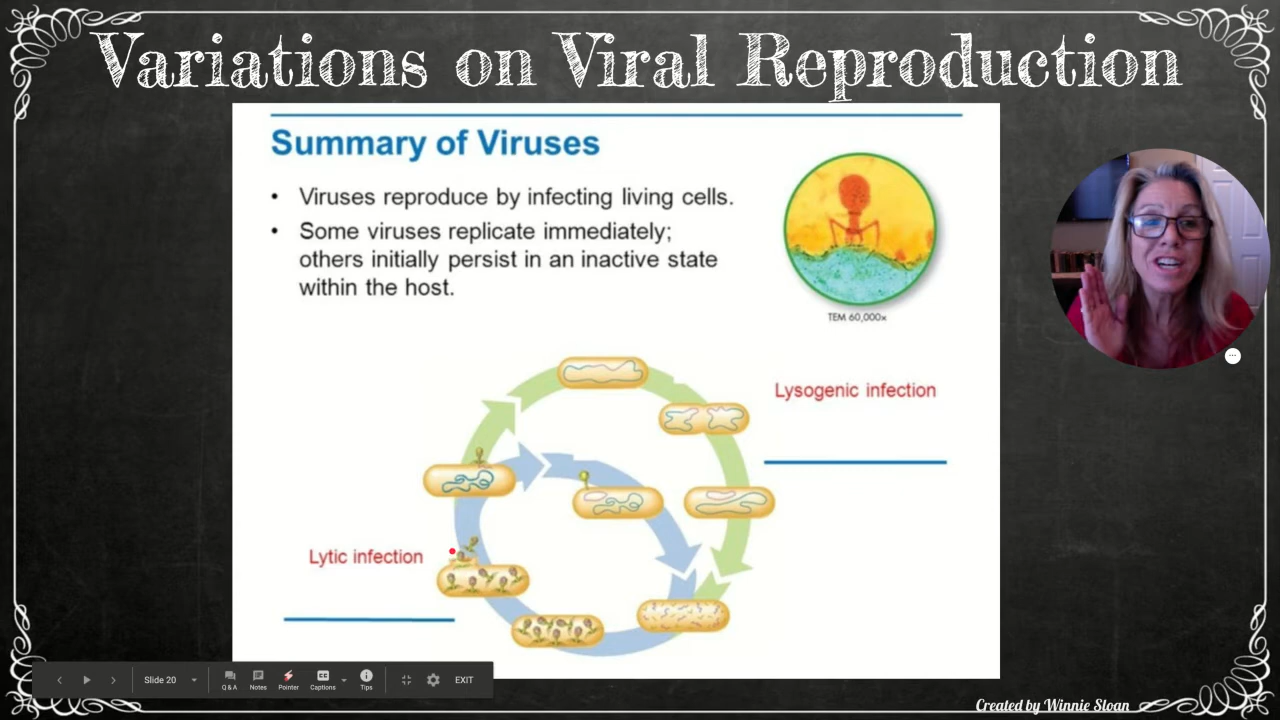 Variations on Viral Reproduction
Summary of Viruses
• Viruses reproduce by infecting living cells.
• Some viruses replicate immediately;
others initially persist in an inactive state
within the host.
TEM 60,000x
Lysogenic infection
Lytic infection
Slide 20
Q & A
Notes
Pointer
Captions
Tips
EXIT
Created by Winnie Sloan